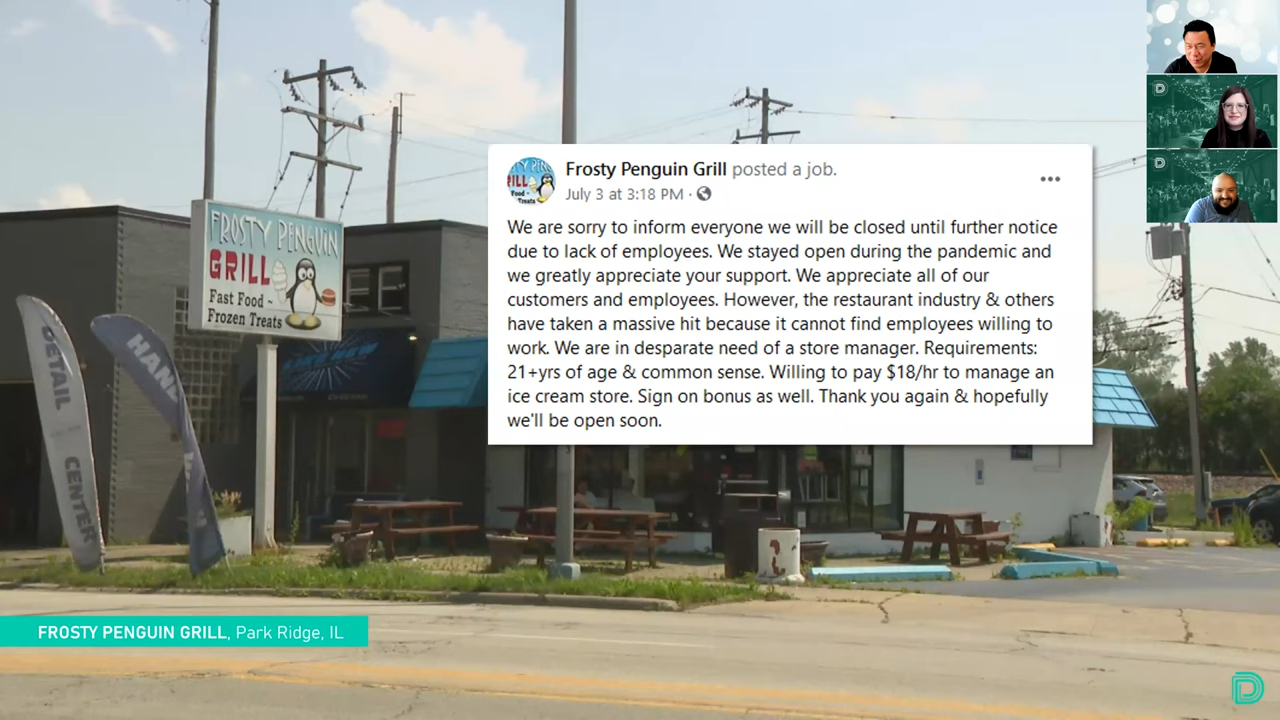 Frosty Penguin Grill posted a job.
July 3 at 3:18 PM ·
We are sorry to inform everyone we will be closed until further notice
due to lack of employees. We stayed open during the pandemic and
we greatly appreciate your support. We appreciate all of our
customers and employees. However, the restaurant industry & others
have taken a massive hit because it cannot find employees willing to
work. We are in desparate need of a store manager. Requirements:
21+yrs of age & common sense. Willing to pay $18/hr to manage an
ice cream store. Sign on bonus as well. Thank you again & hopefully
we'll be open soon.
FROSTY PENGUIN
GRILL
Fast Food ~
Frozen Treats
DETAIL
CENTER
HAND
FROSTY PENGUIN GRILL, Park Ridge, IL